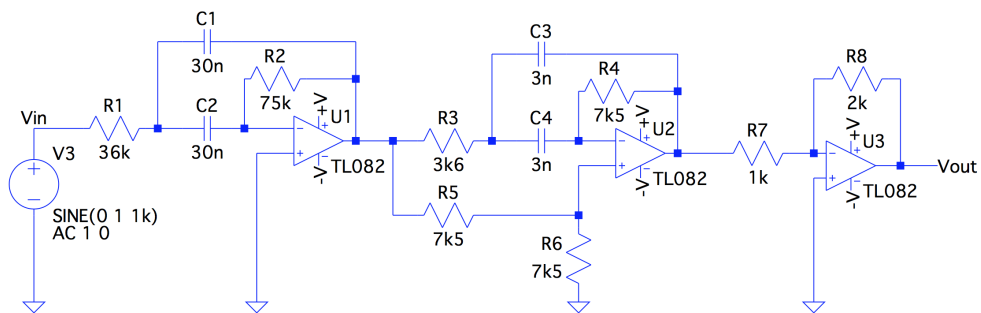 C1
30n
R2
75k
Vin
R1
36k
C2
30n
+V
U1
-V
TL082
V3
SINE(0 1 1k)
AC 1 0
C3
3n
R4
7k5
R3
3k6
C4
3n
+V
U2
-V
TL082
R5
7k5
R6
7k5
R7
1k
R8
2k
+V
U3
-V
TL082
Vout